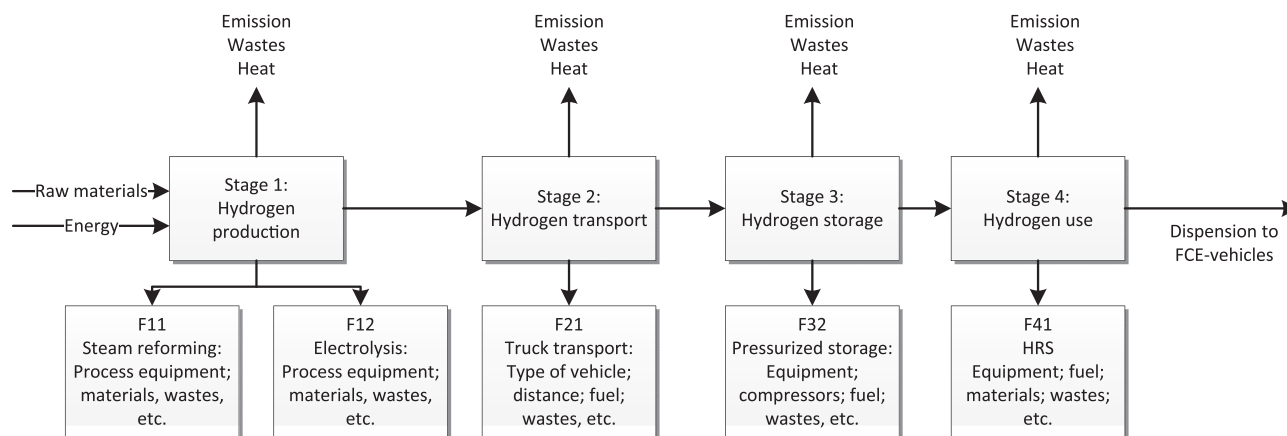 Emission
Wastes
Heat
Emission
Wastes
Heat
Emission
Wastes
Heat
Emission
Wastes
Heat
Raw materials
Energy
Stage 1:
Hydrogen
production
Stage 2:
Hydrogen transport
Stage 3:
Hydrogen storage
Stage 4:
Hydrogen use
Dispension to
FCE-vehicles
F11
Steam reforming:
Process equipment;
materials, wastes,
etc.
F12
Electrolysis:
Process equipment;
materials, wastes,
etc.
F21
Truck transport:
Type of vehicle;
distance; fuel;
wastes, etc.
F32
Pressurized storage:
Equipment;
compressors; fuel;
wastes, etc.
F41
HRS
Equipment; fuel;
materials; wastes;
etc.